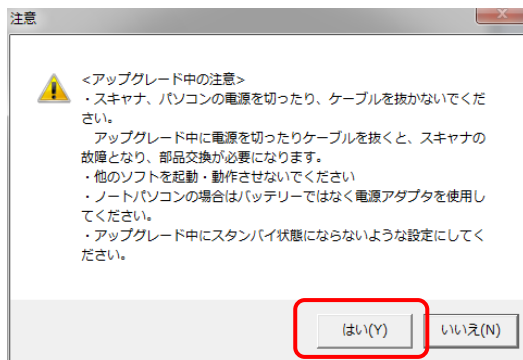 注意
<アップグレード中の注意>
・スキャナ、パソコンの電源を切ったり、ケーブルを抜かないでくだ
さい。
　アップグレード中に電源を切ったりケーブルを抜くと、スキャナの
故障となり、部品交換が必要になります。
・他のソフトを起動・動作させないでください
・ノートパソコンの場合はバッテリーではなく電源アダプタを使用し
てください。
・アップグレード中にスタンバイ状態にならないような設定にしてく
ださい。
はい(Y) いいえ(N)